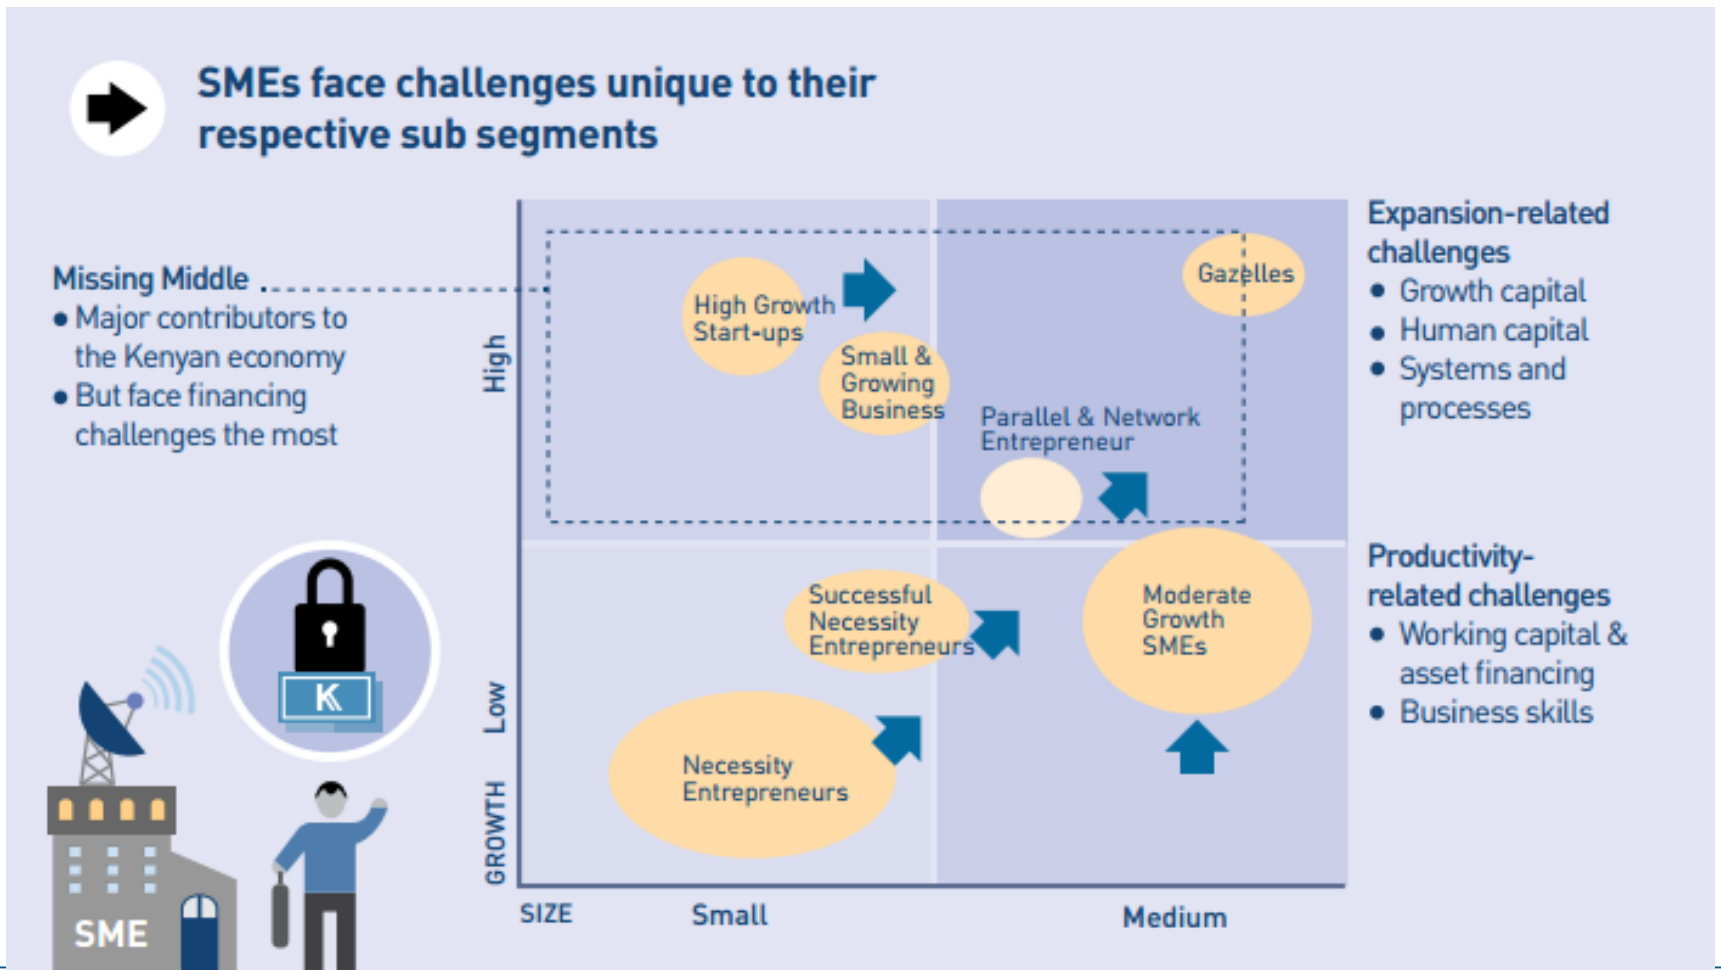 SMEs face challenges unique to their
respective sub segments
Missing Middle
• Major contributors to
the Kenyan economy
• But face financing
challenges the most
High
Low
GROWTH
High Growth
Start-ups
Small &
Growing
Business
Gazelles
Parallel & Network
Entrepreneur
Successful
Necessity
Entrepreneurs
Moderate
Growth
SMEs
Necessity
Entrepreneurs
SIZE
Small
Medium
Expansion-related
challenges
• Growth capital
• Human capital
• Systems and
processes
Productivity-
related challenges
• Working capital &
asset financing
• Business skills
K
SME